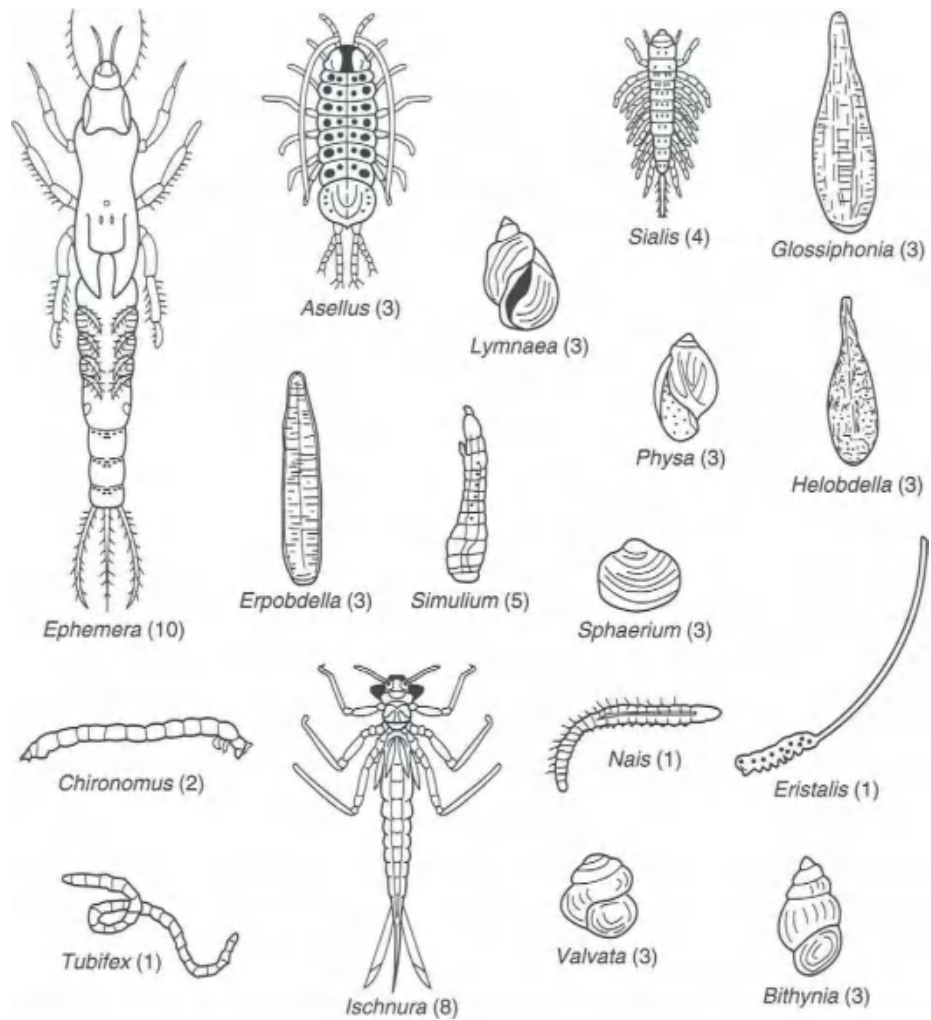 Sialis (4)
Glossiphonia (3)
Asellus (3)
Lymnaea (3)
Physa (3)
Helobdella (3)
Ephemera (10)
Erpobdella (3)
Simulium (5)
Sphaerium (3)
Chironomus (2)
Nais (1)
Eristalis (1)
Tubifex (1)
Ischnura (8)
Valvata (3)
Bithynia (3)